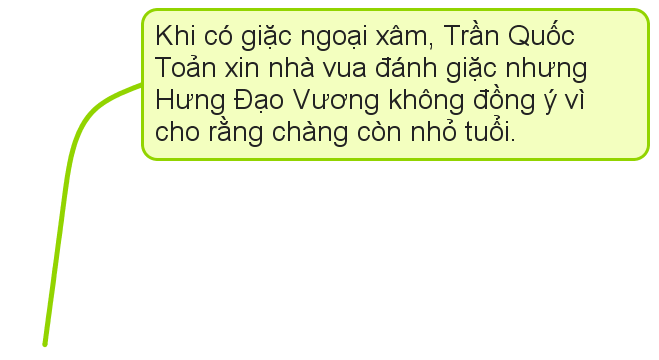 Khi có giặc ngoại xâm, Trần Quốc
Toản xin nhà vua đánh giặc nhưng
Hưng Đạo Vương không đồng ý vì
cho rằng chàng còn nhỏ tuổi.